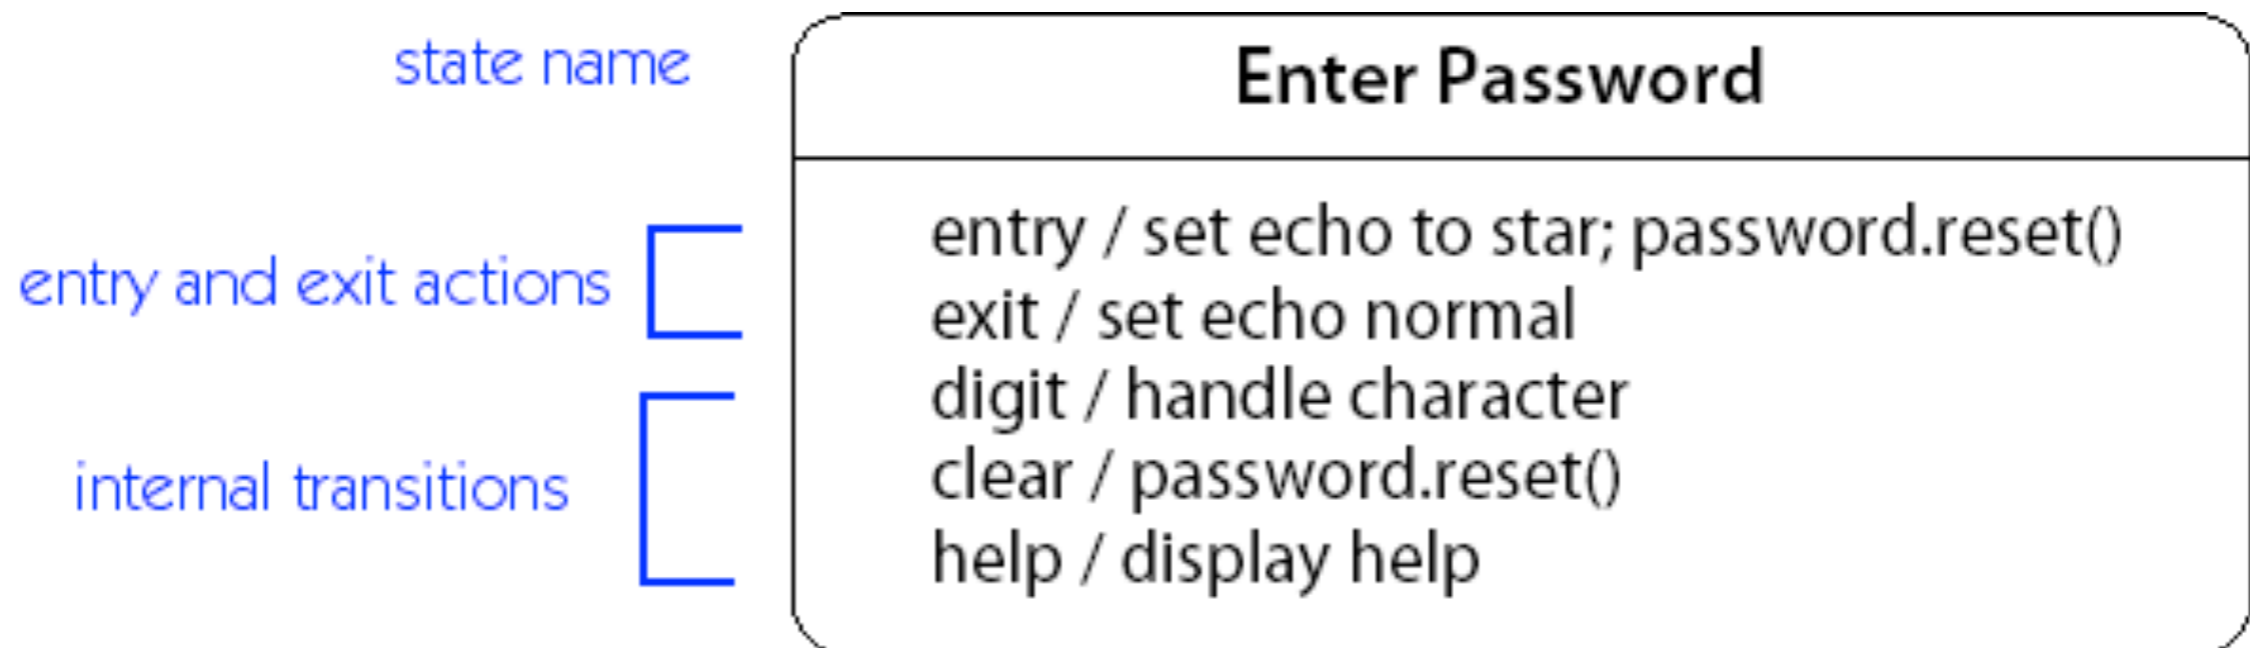 state name
Enter Password
entry and exit actions
entry / set echo to star; password.reset()
exit / set echo normal
internal transitions
digit / handle character
clear / password.reset()
help / display help